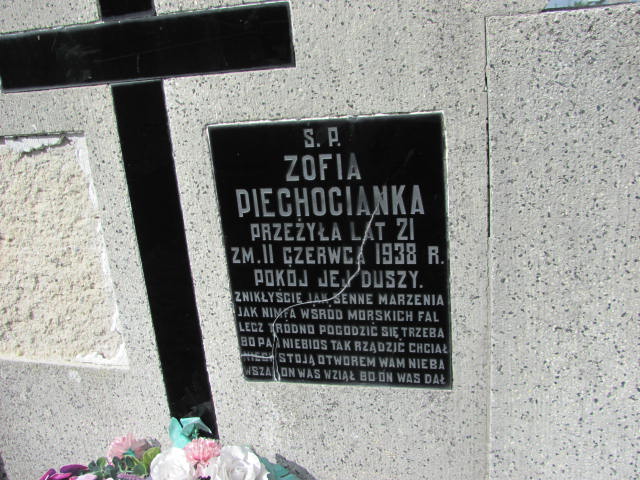 Ś. P.
ZOFIA
PIECHOCIANKA
PRZEŻYŁA LAT 21
ZM. 11 CZERWCA 1938 R.
POKÓJ JEJ DUSZY.
ZNIKŁYŚCIE JAK SENNE MARZENIA
JAK NIMFA WŚRÓD MORSKICH FAL
LECZ TRÓDNO POGODZIĆ SIĘ TRZEBA
BO PAN NIEBIOS TAK RZĄDZIĆ CHCIAŁ
NIECH STOJĄ OTWOREM WAM NIEBA
WSZAK ON WAS WZIĄŁ BO ON WAS DAŁ